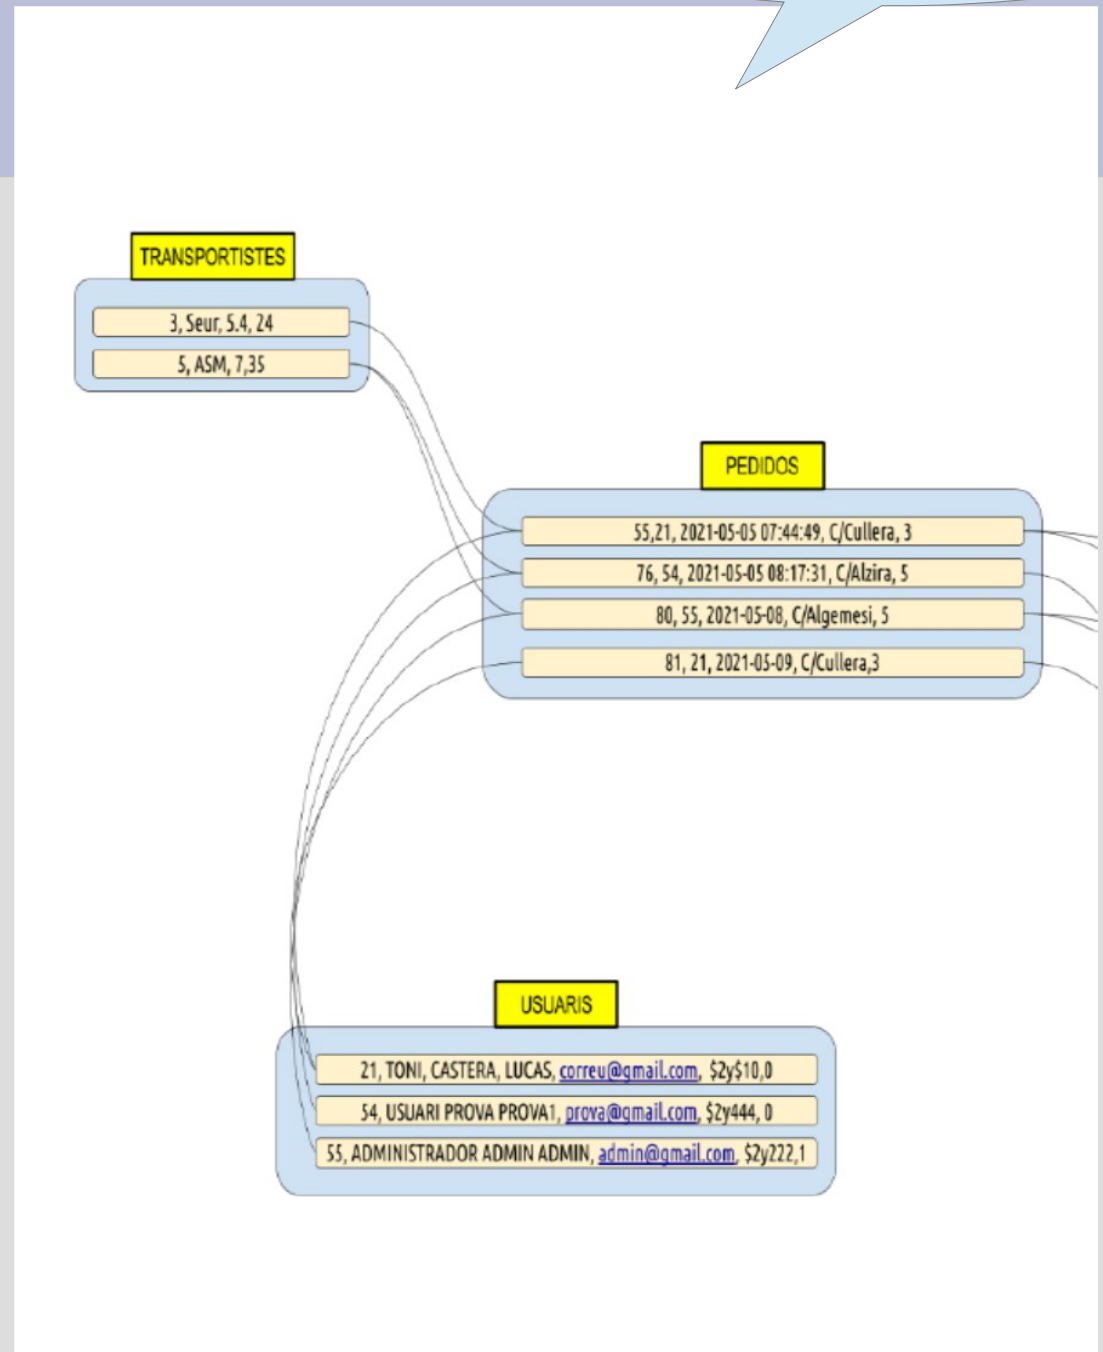 TRANSPORTISTES
3, Seur, 5.4, 24
5, ASM, 7,35
PEDIDOS
55,21, 2021-05-05 07:44:49, C/Cullera, 3
76, 54, 2021-05-05 08:17:31, C/Alzira, 5
80, 55, 2021-05-08, C/Algemesi, 5
81, 21, 2021-05-09, C/Cullera,3
USUARIS
21, TONI, CASTERA, LUCAS, correu@gmail.com, $2y$10,0
54, USUARI PROVA PROVA1, prova@gmail.com, $2y444, 0
55, ADMINISTRADOR ADMIN ADMIN, admin@gmail.com, $2y222,1